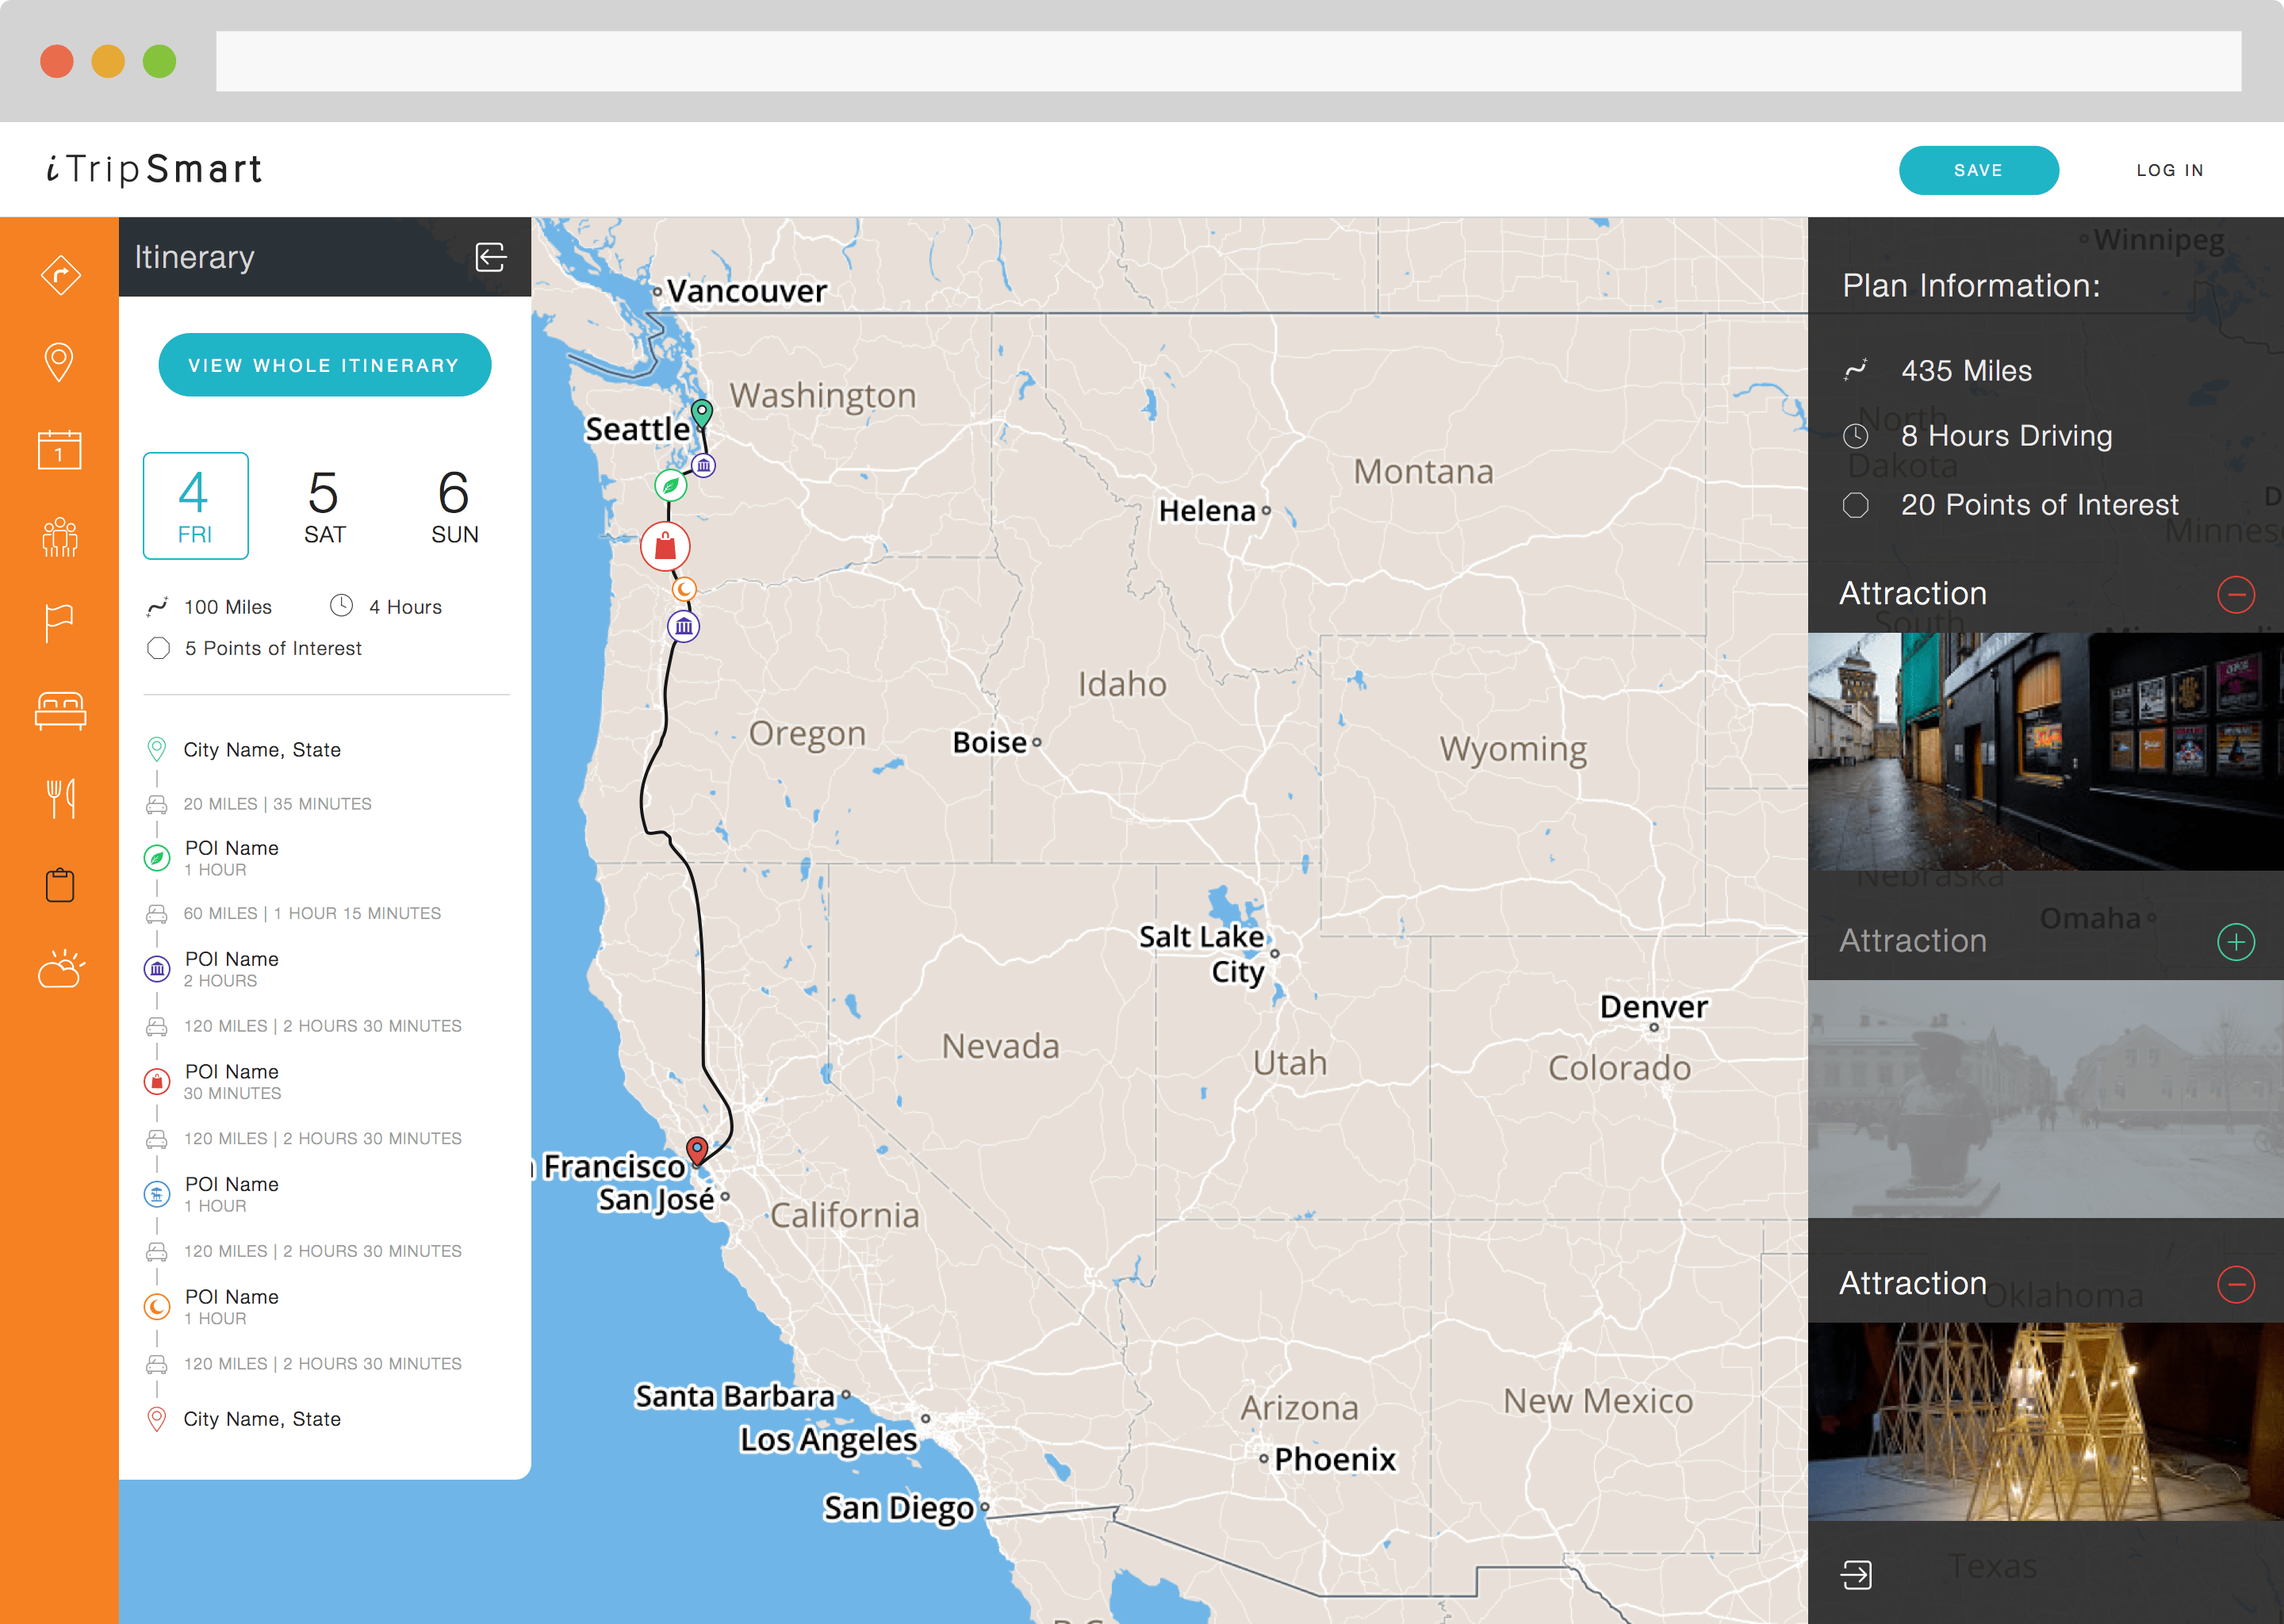 iTripSmart
SAVE
LOG IN
Itinerary
VIEW WHOLE ITINERARY
1
4
FRI
5
SAT
6
SUN
100 Miles
4 Hours
5 Points of Interest
City Name, State
20 MILES | 35 MINUTES
POI Name
1 HOUR
60 MILES | 1 HOUR 15 MINUTES
POI Name
2 HOURS
120 MILES | 2 HOURS 30 MINUTES
POI Name
30 MINUTES
120 MILES | 2 HOURS 30 MINUTES
POI Name
1 HOUR
120 MILES | 2 HOURS 30 MINUTES
POI Name
1 HOUR
120 MILES | 2 HOURS 30 MINUTES
City Name, State
Vancouver
Washington
Seattle
Montana
Helena
Idaho
Oregon
Boise
Wyoming
Salt Lake
City
Denver
Nevada
Utah
Colorado
Francisco
San José
California
Santa Barbara
Los Angeles
Arizona
New Mexico
Phoenix
San Diego
Winnipeg
Plan Information:
435 Miles
North
8 Hours Driving
Dakota
20 Points of Interest
Minnes
Attraction
South
Nebraska
Omaha
Attraction
Attraction
Oklahoma
Texas